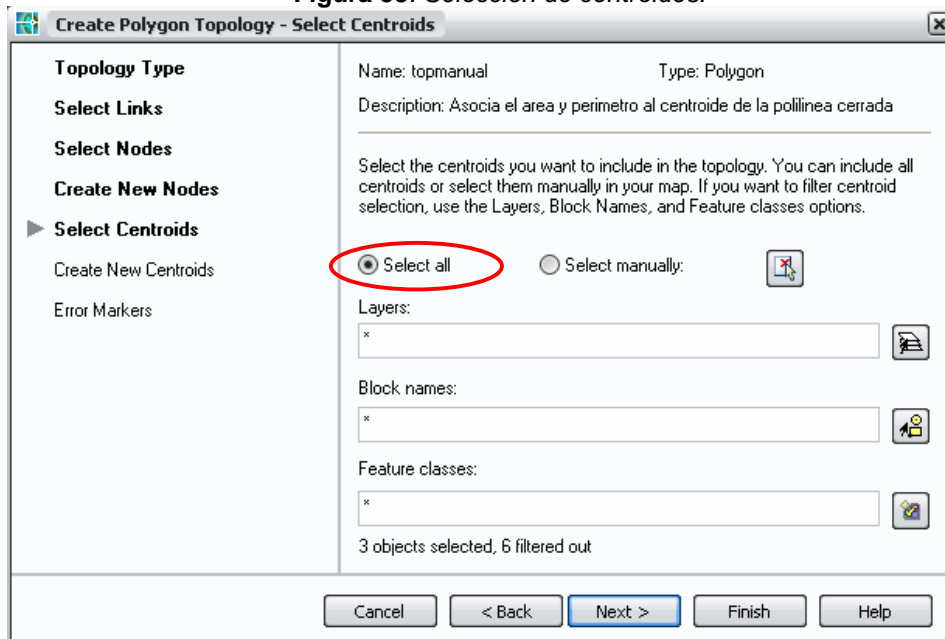 Create Polygon Topology - Select Centroids
Topology Type
Select Links
Select Nodes
Create New Nodes
Select Centroids
Create New Centroids
Error Markers
Name: topmanual Type: Polygon
Description: Asocia el area y perimetro al centroide de la polilinea cerrada
Select the centroids you want to include in the topology. You can include all
centroids or select them manually in your map. If you want to filter centroid
selection, use the Layers, Block Names, and Feature classes options.
Select all Select manually:
Layers:
*
Block names:
*
Feature classes:
*
3 objects selected, 6 filtered out
Cancel < Back Next > Finish Help